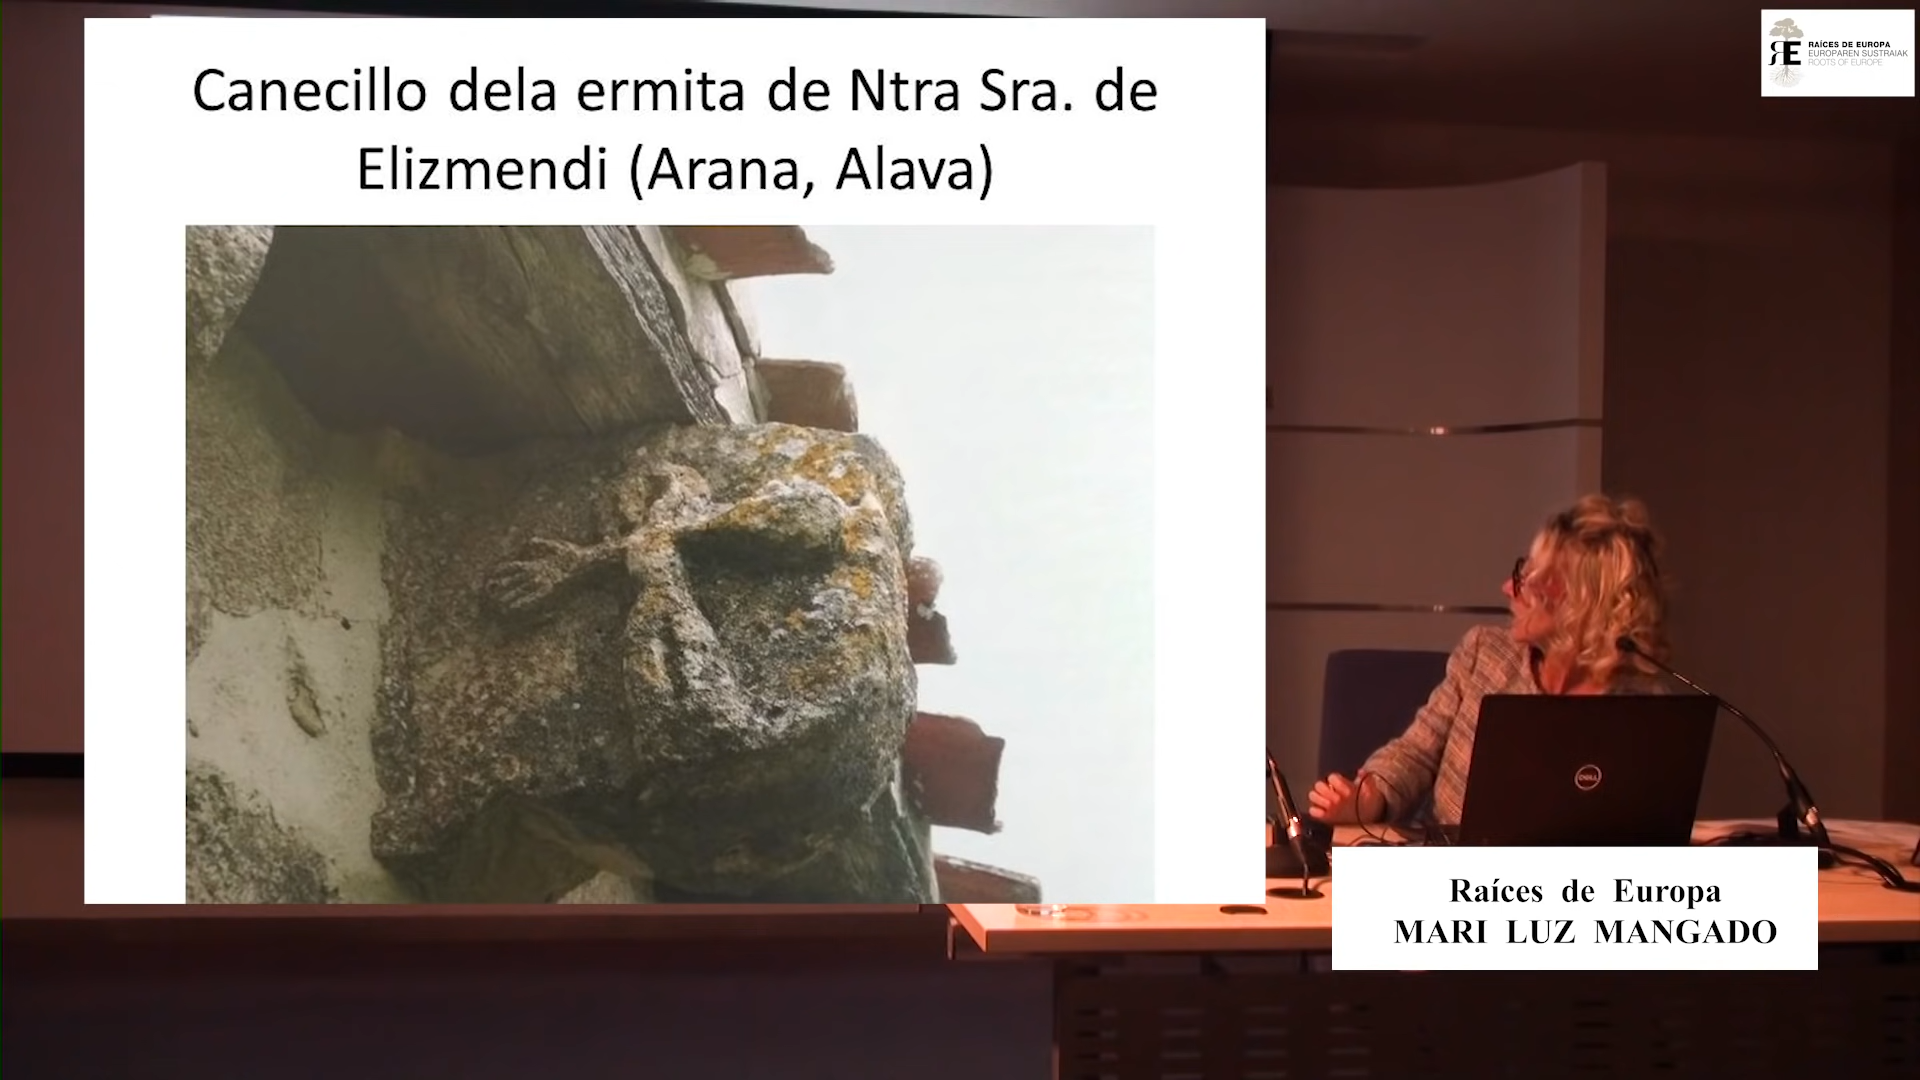 Canecillo dela ermita de Ntra Sra. de
Elizmendi (Arana, Alava)
RAÍCES DE EUROPA
EUROPAREN SUSTRAIAK
ROOTS OF EUROPE
DELL
Raíces de Europa
MARI LUZ MANGADO